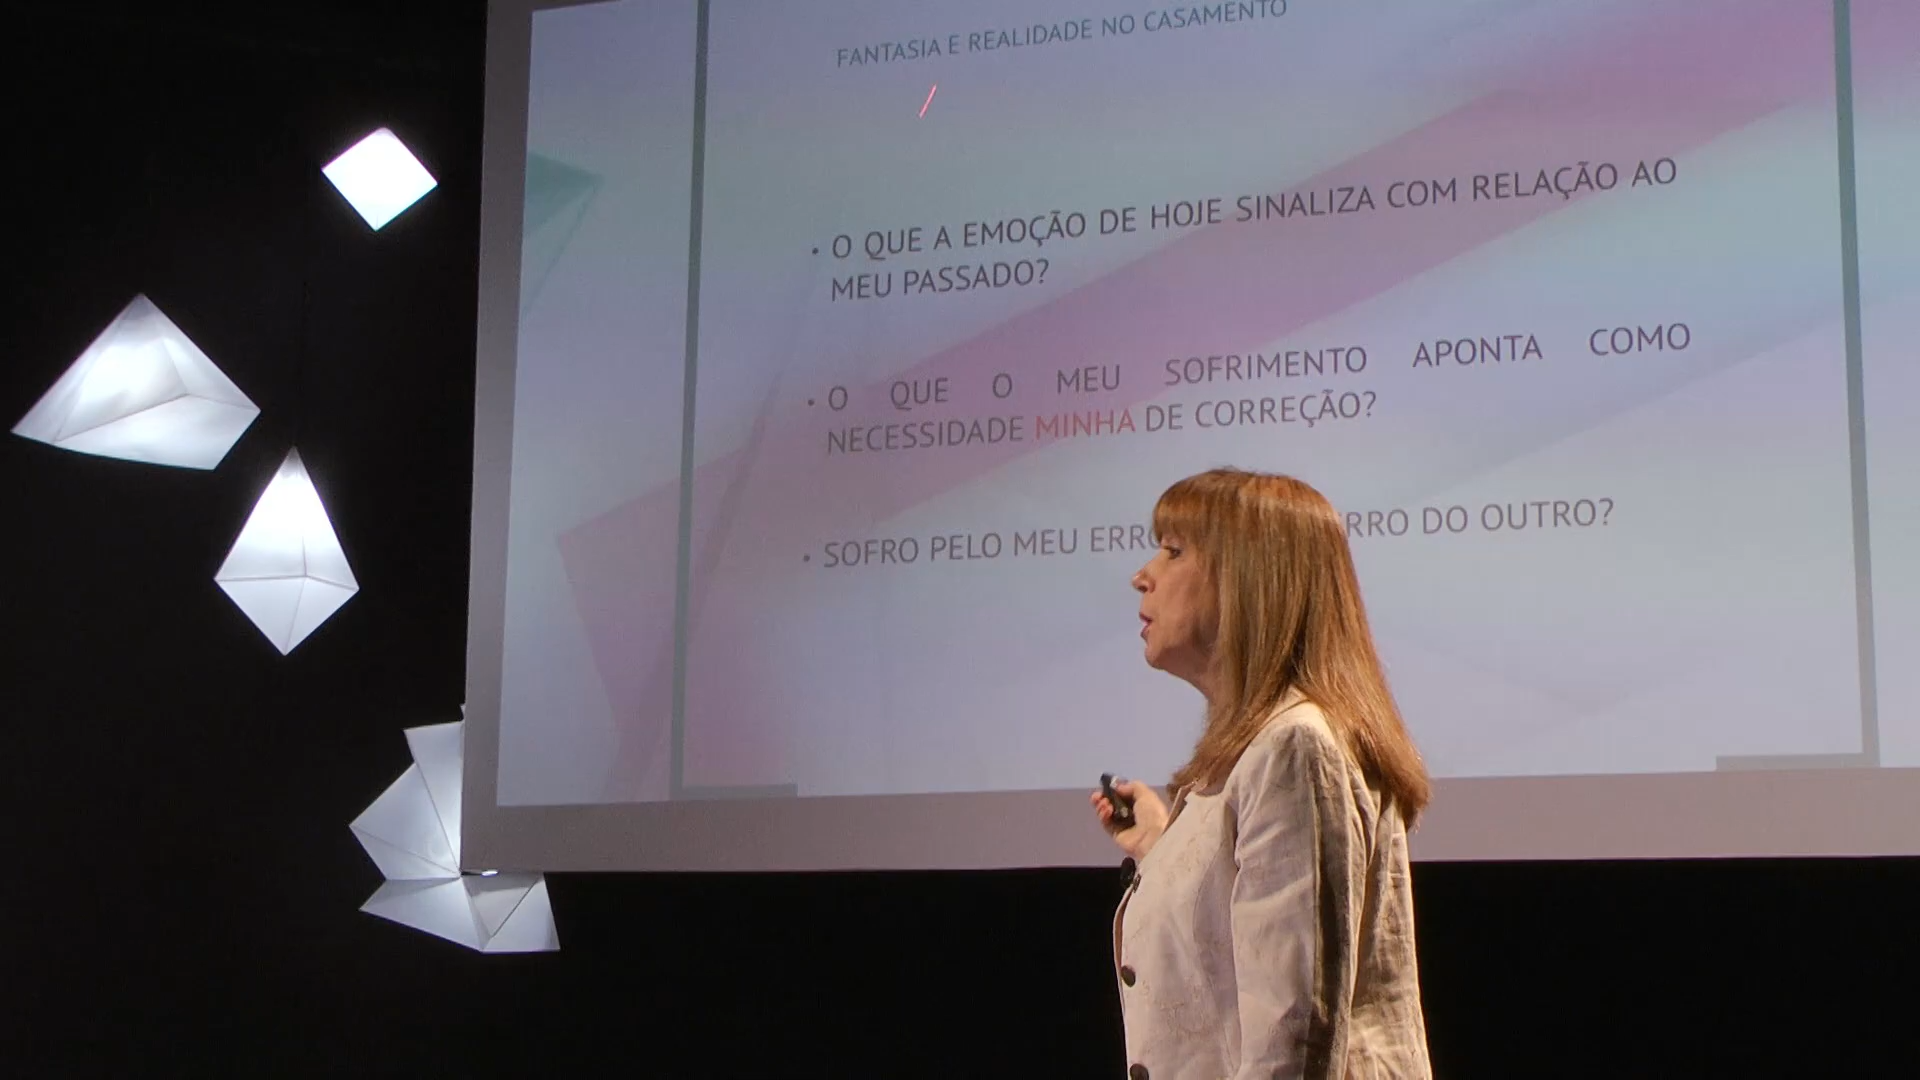 FANTASIA E REALIDADE NO CASAMENTO
• O QUE A EMOÇÃO DE HOJE SINALIZA COM RELAÇÃO AO
MEU PASSADO?
• O QUE O MEU SOFRIMENTO APONTA COMO
NECESSIDADE MINHA DE CORREÇÃO?
• SOFRO PELO MEU DO OUTRO?